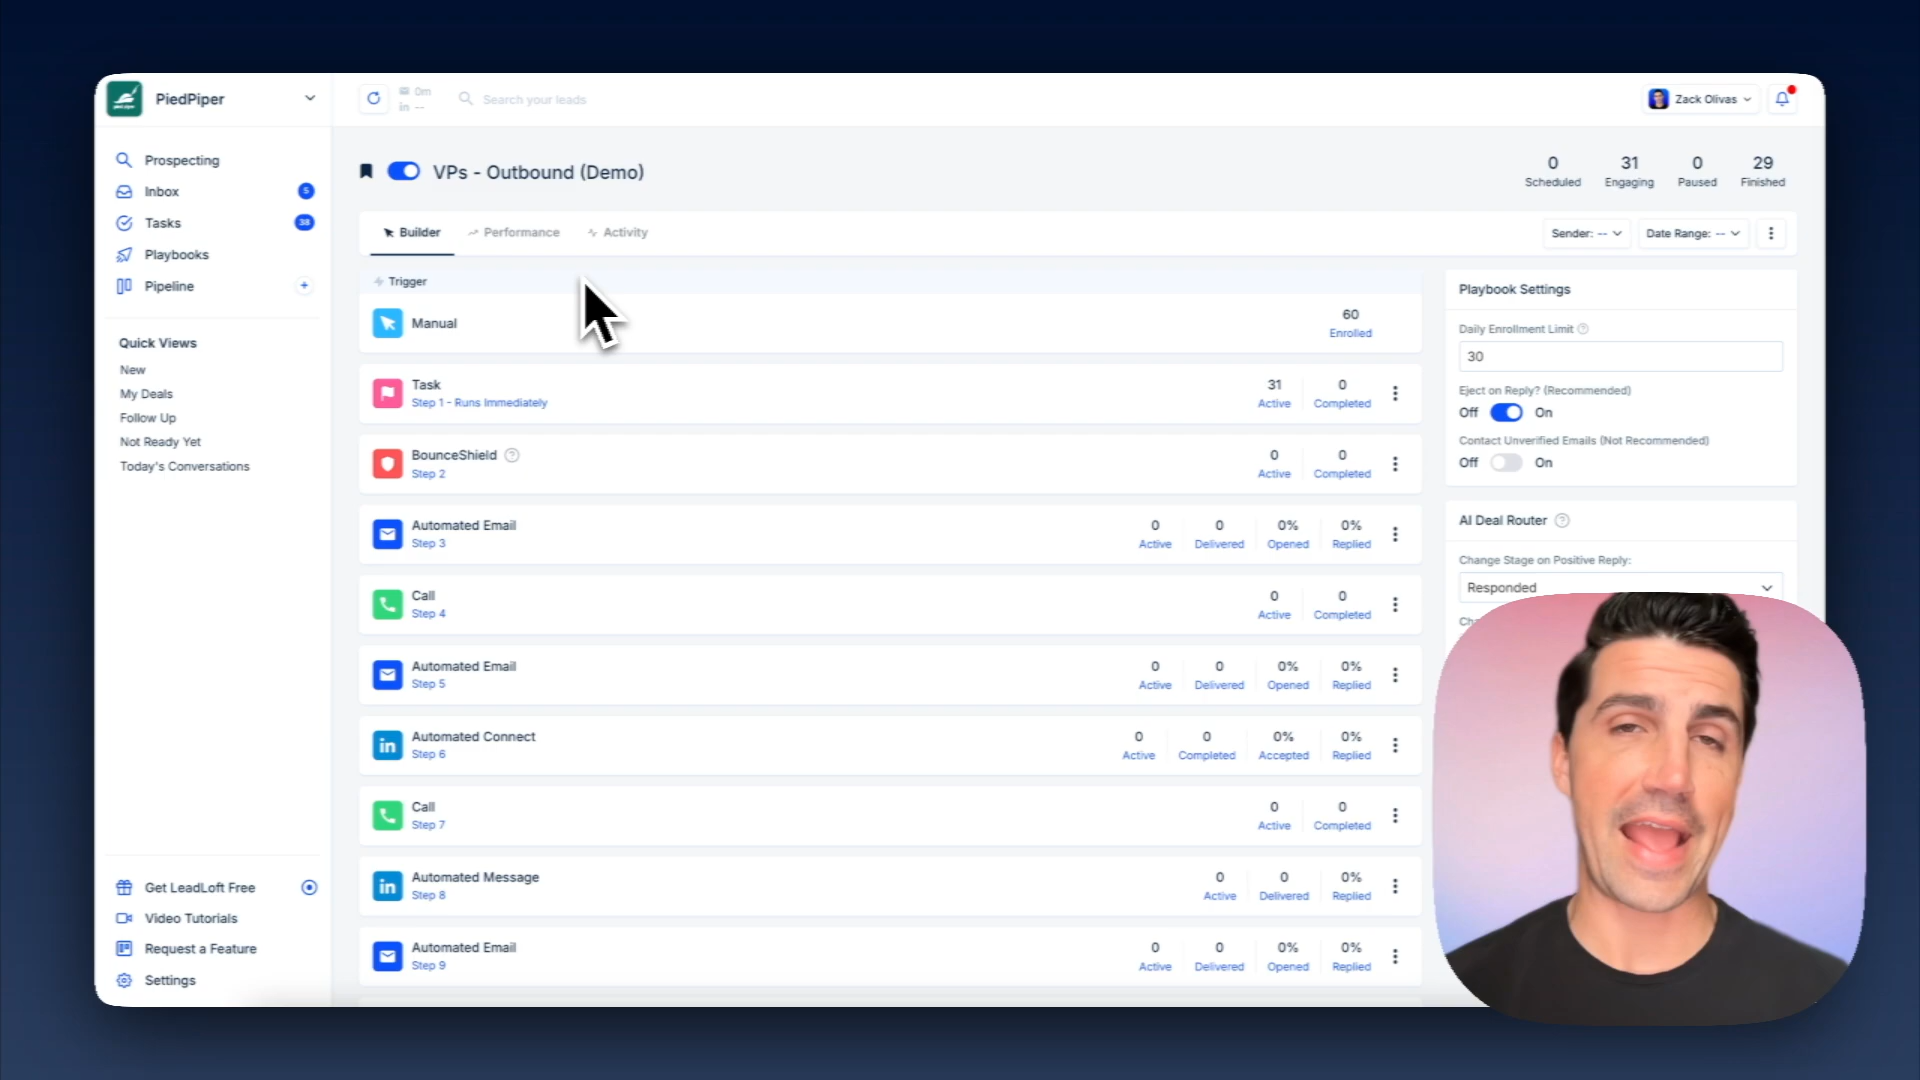 PiedPiper
0m
in --
Search your leads
Zack Olivas
Prospecting
Inbox
5
Tasks
38
Playbooks
Pipeline
+
Quick Views
New
My Deals
Follow Up
Not Ready Yet
Today's Conversations
Get LeadLoft Free
Video Tutorials
Request a Feature
Settings
VPs - Outbound (Demo)
0
Scheduled
31
Engaging
0
Paused
29
Finished
Builder
Performance
Activity
Sender: --
Date Range: --
Trigger
Manual
60
Enrolled
Task
Step 1 - Runs Immediately
31
Active
0
Completed
BounceShield
Step 2
0
Active
0
Completed
Automated Email
Step 3
0
Active
0
Delivered
0%
Opened
0%
Replied
Call
Step 4
0
Active
0
Completed
Automated Email
Step 5
0
Active
0
Delivered
0%
Opened
0%
Replied
in
Automated Connect
Step 6
0
Active
0
Completed
0%
Accepted
0%
Replied
Call
Step 7
0
Active
0
Completed
in
Automated Message
Step 8
0
Active
0
Delivered
0%
Replied
Automated Email
Step 9
0
Active
0
Delivered
0%
Opened
0%
Replied
Playbook Settings
Daily Enrollment Limit
30
Eject on Reply? (Recommended)
Off
On
Contact Unverified Emails (Not Recommended)
Off
On
AI Deal Router
Change Stage on Positive Reply:
Responded